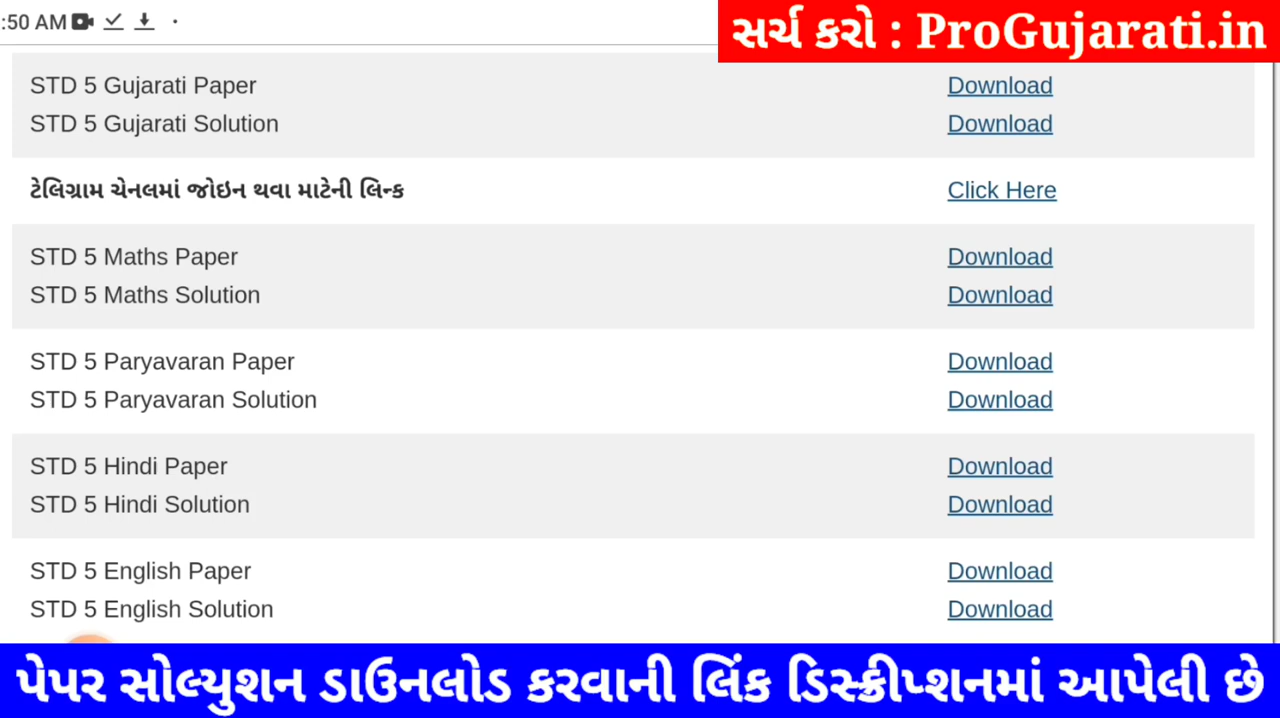 :50 AM
સર્ચ કરો : ProGujarati.in
STD 5 Gujarati Paper Download
STD 5 Gujarati Solution Download
ટેલિગ્રામ ચેનલમાં જોઇન થવા માટેની લિન્ક Click Here
STD 5 Maths Paper Download
STD 5 Maths Solution Download
STD 5 Paryavaran Paper Download
STD 5 Paryavaran Solution Download
STD 5 Hindi Paper Download
STD 5 Hindi Solution Download
STD 5 English Paper Download
STD 5 English Solution Download
પેપર સોલ્યુશન ડાઉનલોડ કરવાની લિંક ડિસ્ક્રીપ્શનમાં આપેલી છે